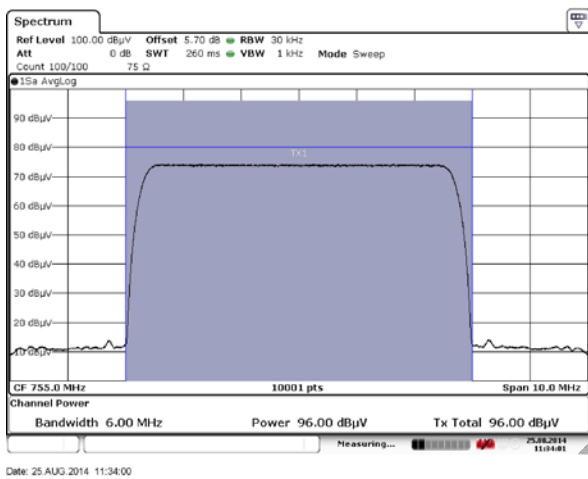 Spectrum
Ref Level 100.00 dBµV Offset 5.70 dB RBW 30 kHz
Att 0 dB SWT 260 ms VBW 1 kHz Mode Sweep
Count 100/100 75 Ω
1Sa AvgLog
90 dBµV
80 dBµV
TX1
70 dBµV
60 dBµV
50 dBµV
40 dBµV
30 dBµV
20 dBµV
10 dBµV
CF 755.0 MHz 10001 pts Span 10.0 MHz
Channel Power
Bandwidth 6.00 MHz Power 96.00 dBµV Tx Total 96.00 dBµV
Measuring... 25.08.2014
11:34:01
Date: 25.AUG.2014 11:34:00